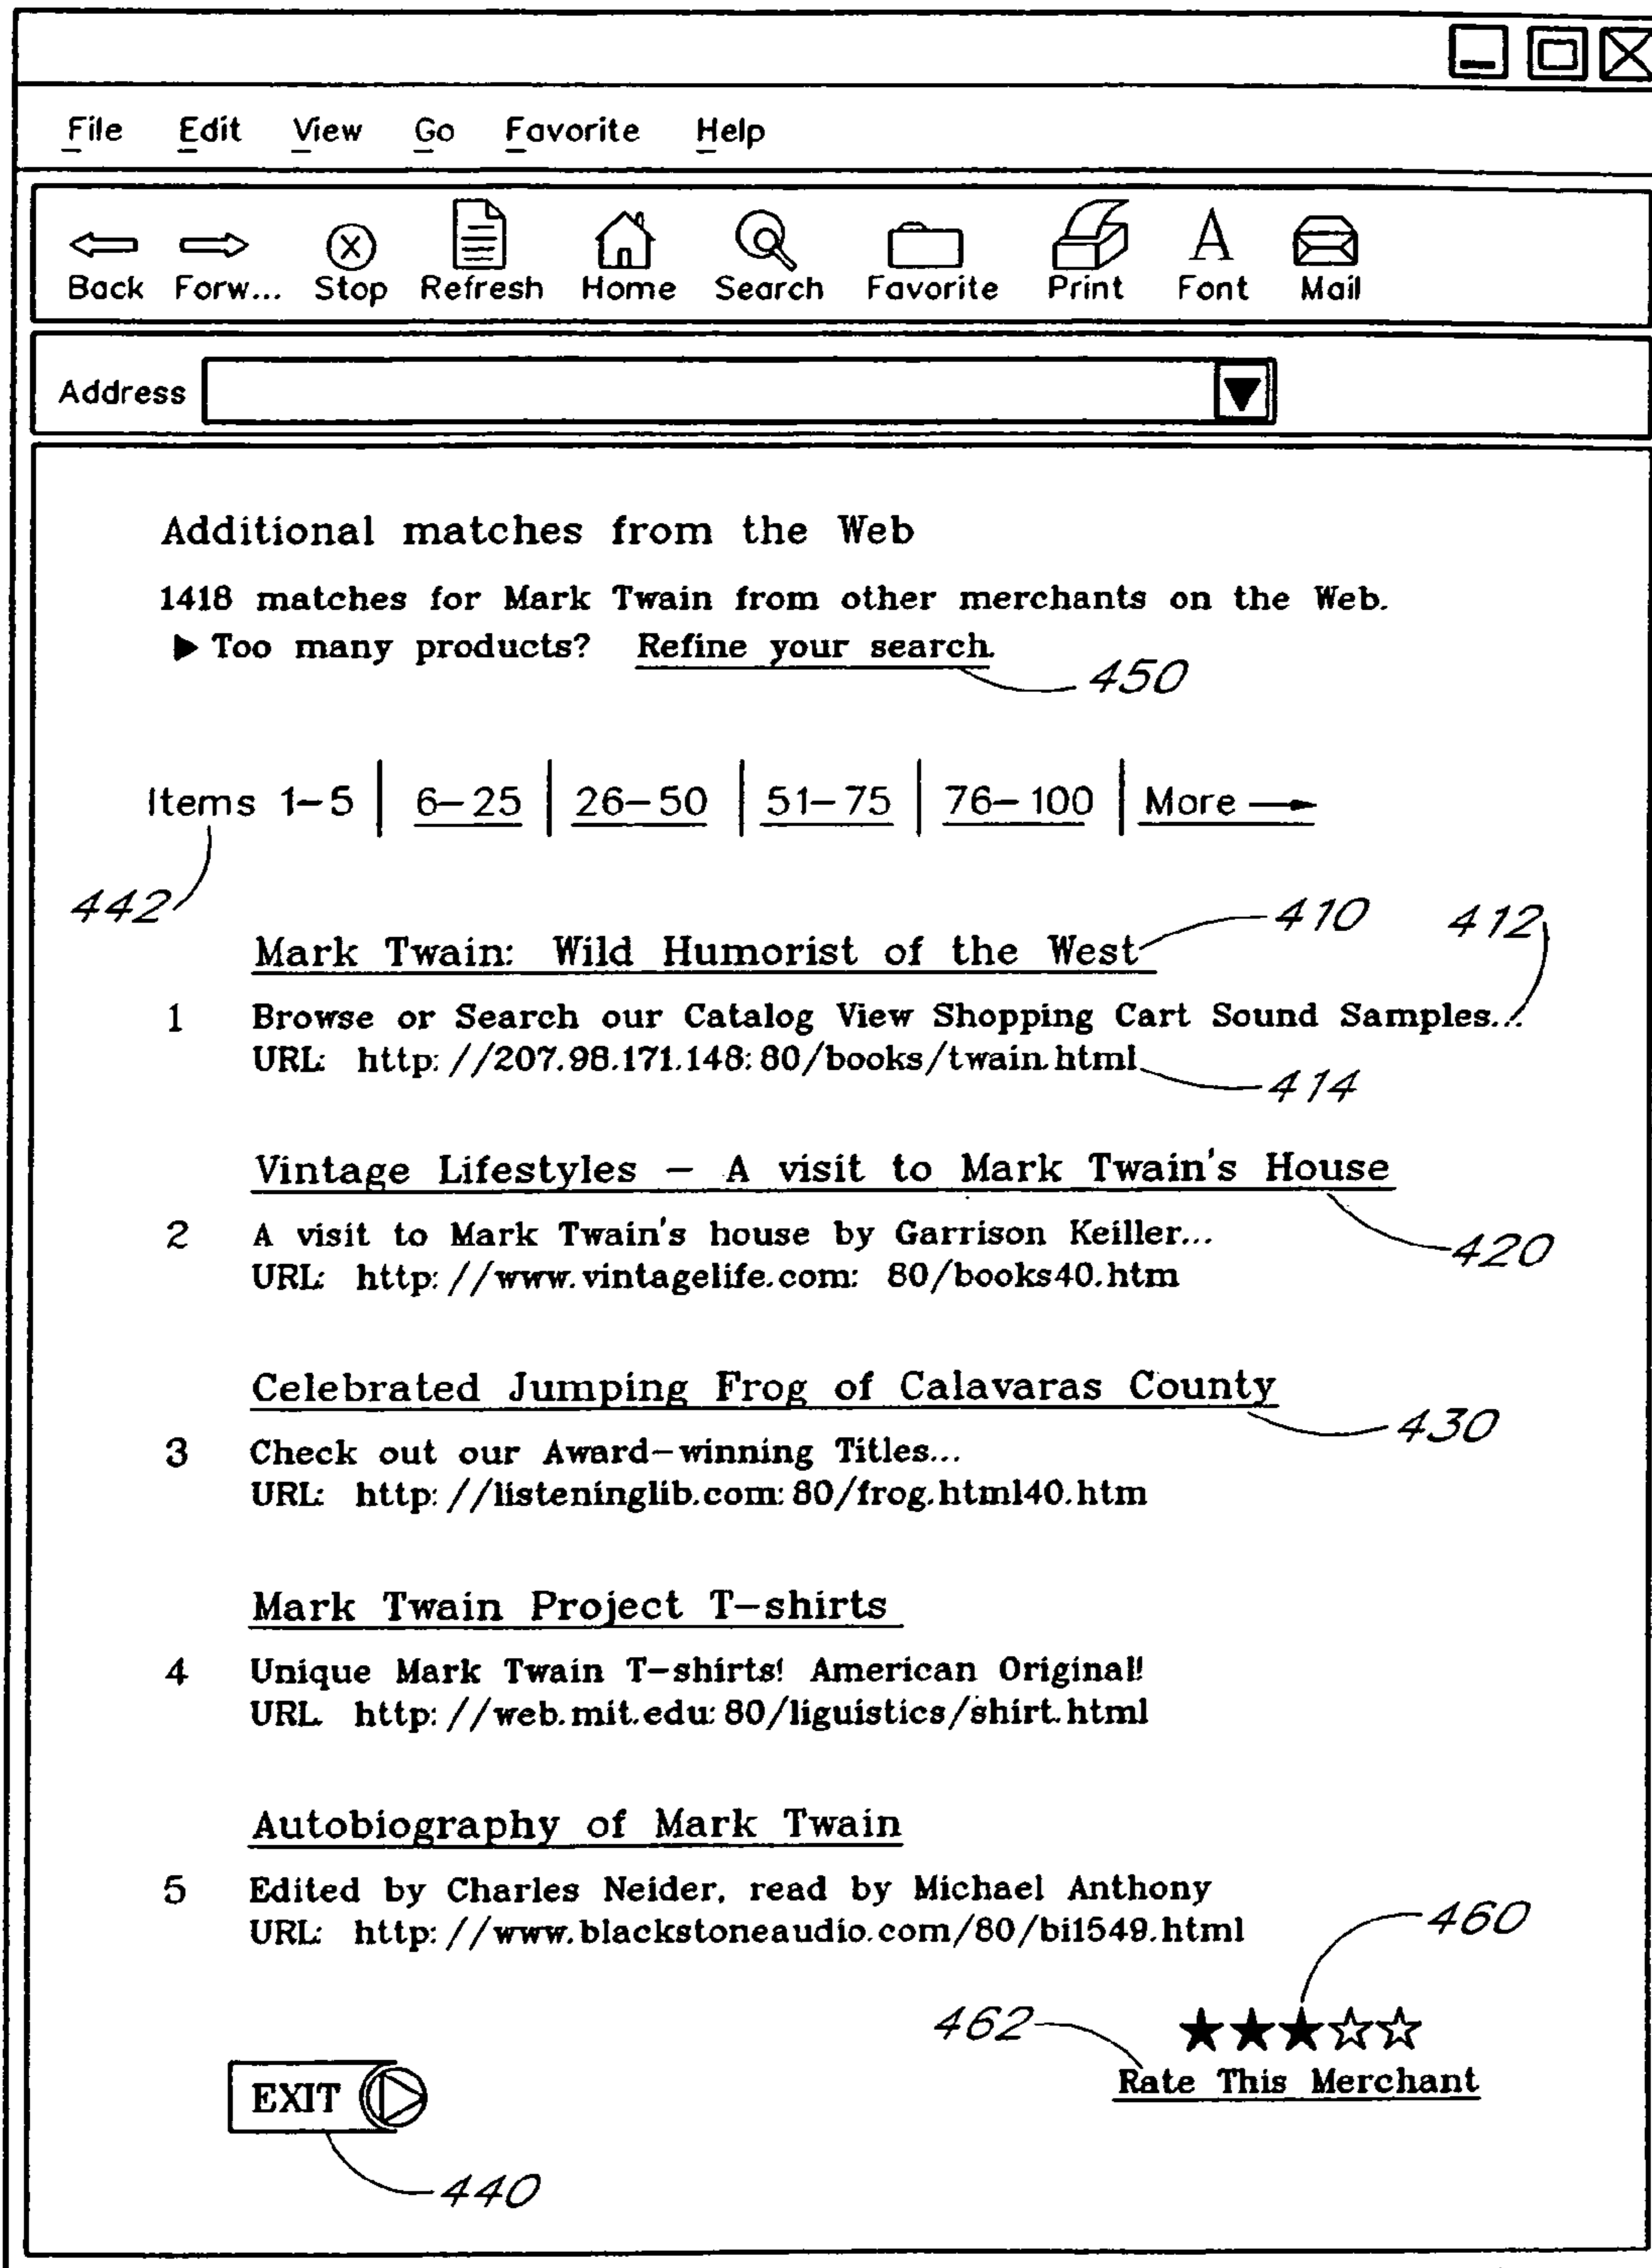 File Edit View Go Favorite Help
Back Forw... Stop Refresh Home Search Favorite Print Font Mail
Address
Additional matches from the Web
1418 matches for Mark Twain from other merchants on the Web.
Too many products? Refine your search.
450
Items 1-5 | 6-25 | 26-50 | 51-75 | 76-100 | More
442
410
412
Mark Twain: Wild Humorist of the West
1 Browse or Search our Catalog View Shopping Cart Sound Samples...
URL: http://207.98.171.148:80/books/twain.html
414
Vintage Lifestyles - A visit to Mark Twain's House
2 A visit to Mark Twain's house by Garrison Keiller...
420
URL: http://www.vintagelife.com: 80/books40.htm
Celebrated Jumping Frog of Calavaras County
430
3 Check out our Award-winning Titles...
URL: http://listeninglib.com:80/frog.html40.htm
Mark Twain Project T-shirts
4 Unique Mark Twain T-shirts! American Original!
URL http://web.mit.edu:80/liguistics/shirt.html
Autobiography of Mark Twain
5 Edited by Charles Neider, read by Michael Anthony
URL: http://www.blackstoneaudio.com/80/bi1549.html
460
462
Rate This Merchant
EXIT
440